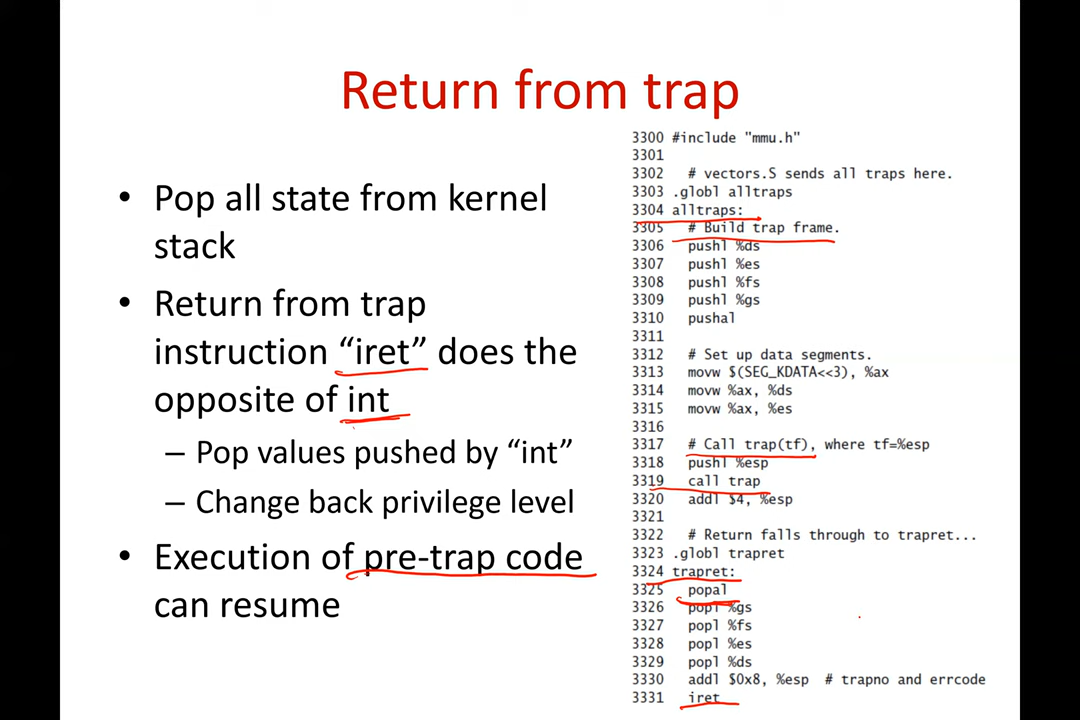 Return from trap
• Pop all state from kernel
stack
• Return from trap
instruction “iret” does the
opposite of int
– Pop values pushed by “int”
– Change back privilege level
• Execution of pre-trap code
can resume
3300 #include "mmu.h"
3301
3302 # vectors.S sends all traps here.
3303 .globl alltraps
3304 alltraps:
3305 # Build trap frame.
3306 pushl %ds
3307 pushl %es
3308 pushl %fs
3309 pushl %gs
3310 pushal
3311
3312 # Set up data segments.
3313 movw $(SEG_KDATA<<3), %ax
3314 movw %ax, %ds
3315 movw %ax, %es
3316
3317 # Call trap(tf), where tf=%esp
3318 pushl %esp
3319 call trap
3320 addl $4, %esp
3321
3322 # Return falls through to trapret...
3323 .globl trapret
3324 trapret:
3325 popal
3326 popl %gs
3327 popl %fs
3328 popl %es
3329 popl %ds
3330 addl $0x8, %esp # trapno and errcode
3331 iret